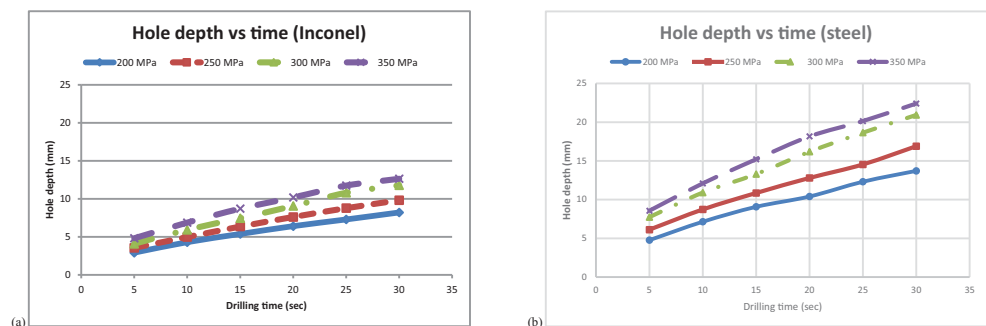 Hole depth vs time (Inconel)
200 MPa 250 MPa 300 MPa 350 MPa
25
20
15
10
5
0
Hole depth (mm)
0 5 10 15 20 25 30 35
Drilling time (sec)
(a)
Hole depth vs time (steel)
200 MPa 250 MPa 300 MPa 350 MPa
25
20
15
10
5
0
Hole depth (mm)
0 5 10 15 20 25 30 35
Drilling time (sec)
(b)